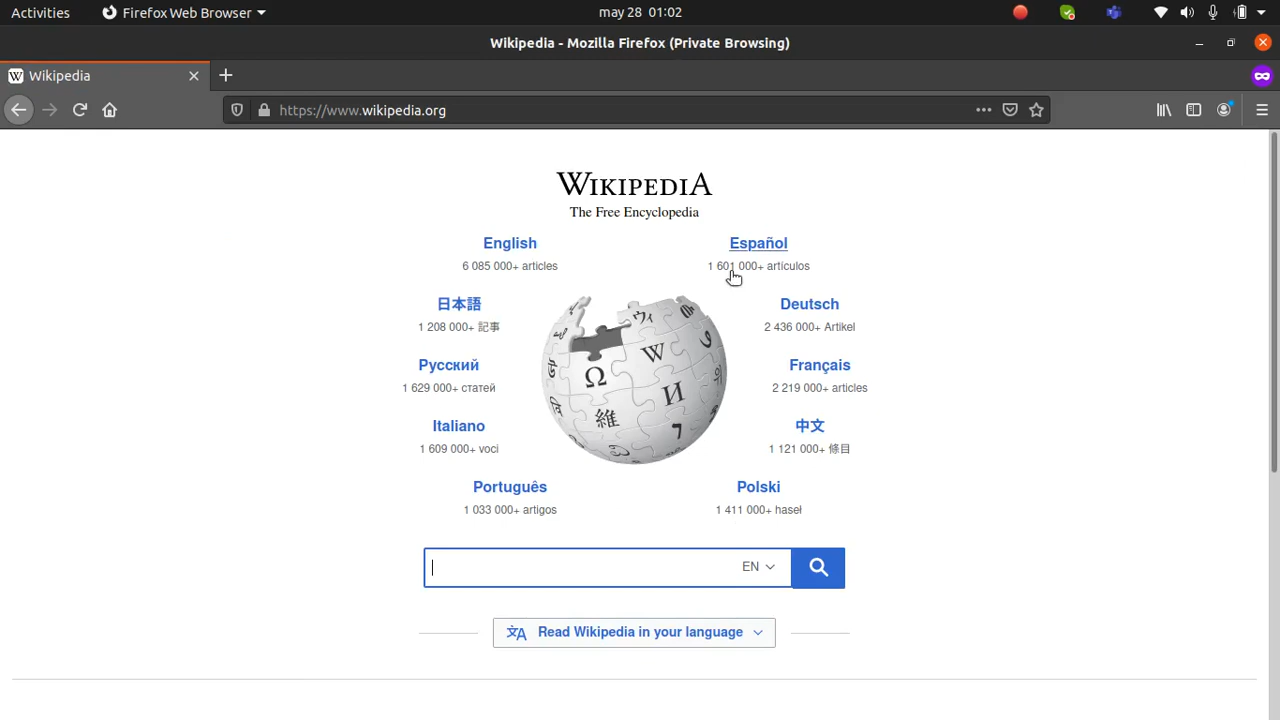 Activities Firefox Web Browser may 28 01:02
Wikipedia - Mozilla Firefox (Private Browsing)
Wikipedia
https://www.wikipedia.org
WIKIPEDIA
The Free Encyclopedia
English Español
6 085 000+ articles 1 601 000+ artículos
日本語 Deutsch
1 208 000+ 記事 2 436 000+ Artikel
Русский Français
1 629 000+ статей 2 219 000+ articles
Italiano 中文
1 609 000+ voci 1 121 000+ 條目
Português Polski
1 033 000+ artigos 1 411 000+ haseł
EN
Read Wikipedia in your language